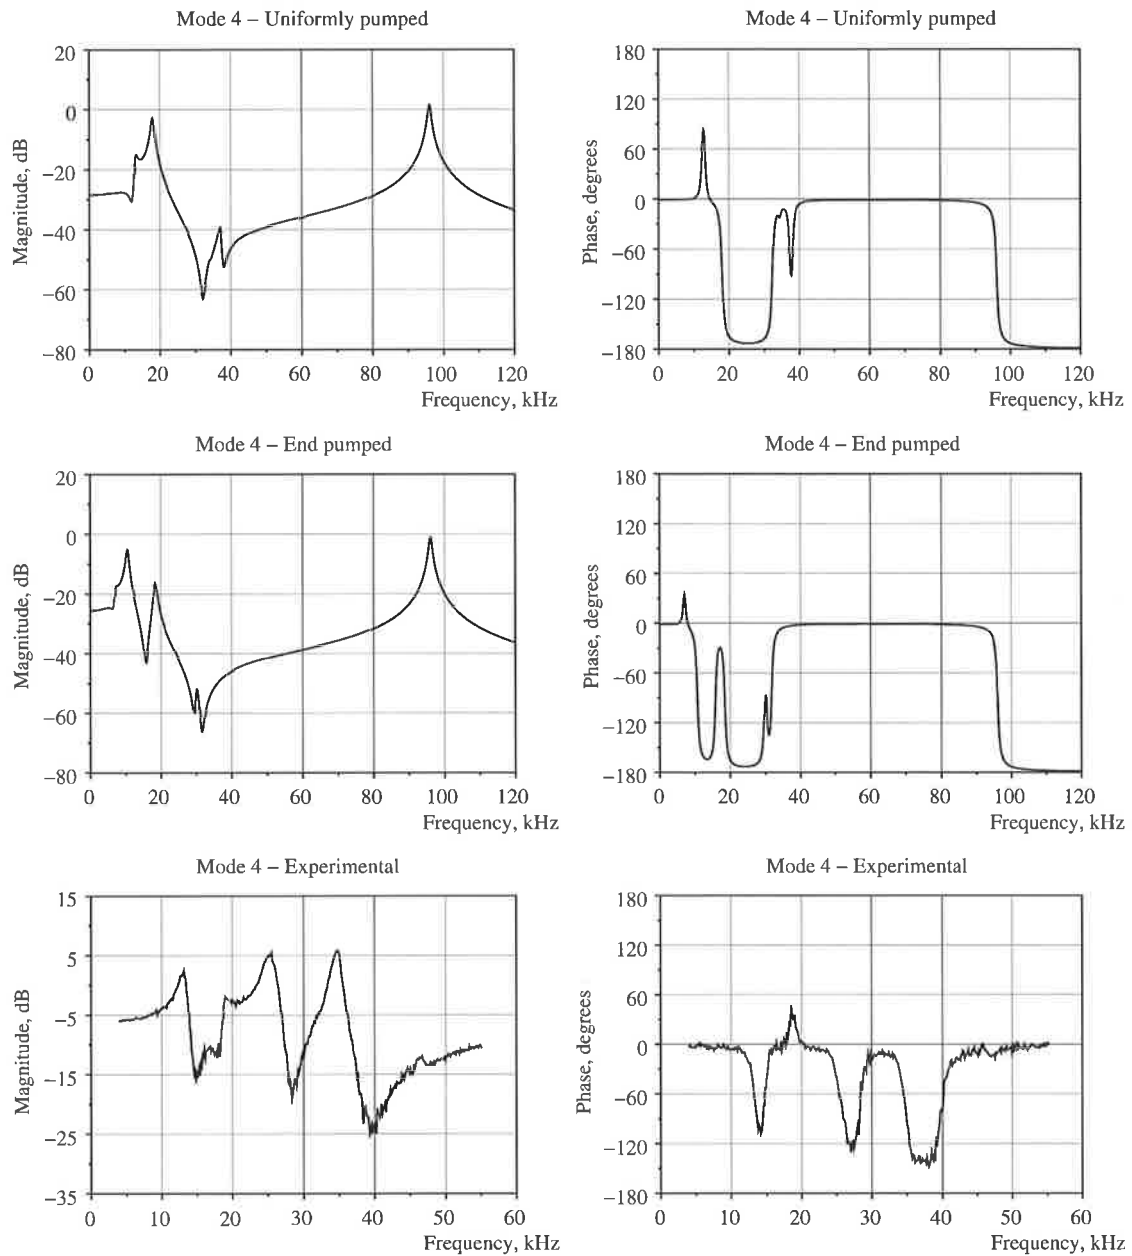 Mode 4 – Uniformly pumped
20
0
−20
−40
−60
−80
Magnitude, dB
0 20 40 60 80 100 120
Frequency, kHz
Mode 4 – Uniformly pumped
180
120
60
0
−60
−120
−180
Phase, degrees
0 20 40 60 80 100 120
Frequency, kHz
Mode 4 – End pumped
20
0
−20
−40
−60
−80
Magnitude, dB
0 20 40 60 80 100 120
Frequency, kHz
Mode 4 – End pumped
180
120
60
0
−60
−120
−180
Phase, degrees
0 20 40 60 80 100 120
Frequency, kHz
Mode 4 – Experimental
15
5
−5
−15
−25
−35
Magnitude, dB
0 10 20 30 40 50 60
Frequency, kHz
Mode 4 – Experimental
180
120
60
0
−60
−120
−180
Phase, degrees
0 10 20 30 40 50 60
Frequency, kHz